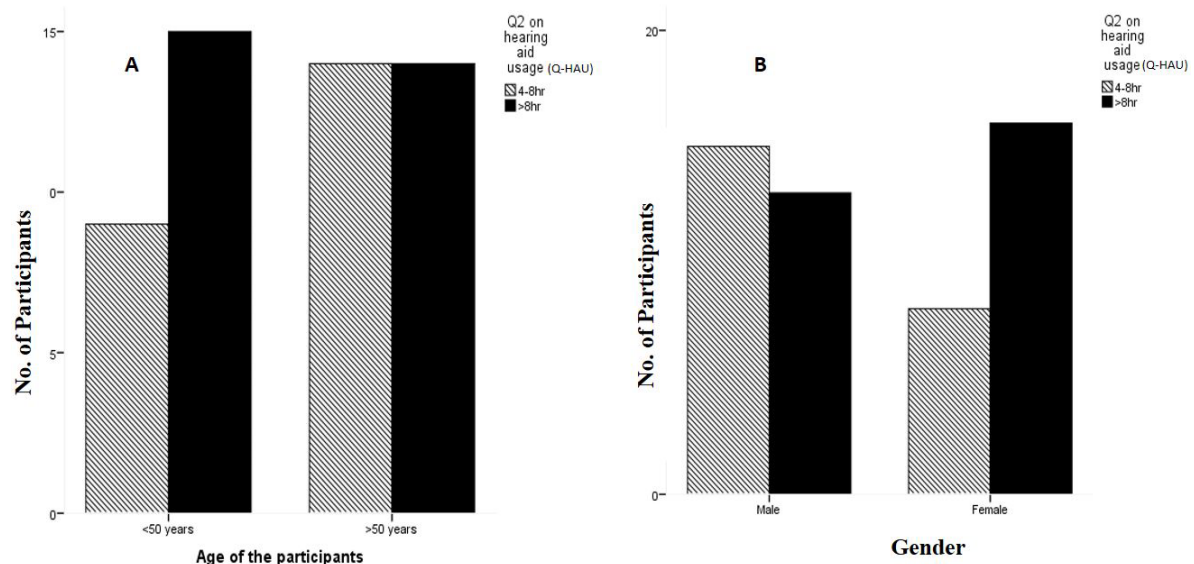 A
Q2 on
hearing
aid
usage (Q-HAU)
4-8hr
>8hr
15
0
5
0
No. of Participants
<50 years
>50 years
Age of the participants
B
Q2 on
hearing
aid
usage (Q-HAU)
4-8hr
>8hr
20
0
No. of Participants
Male
Female
Gender